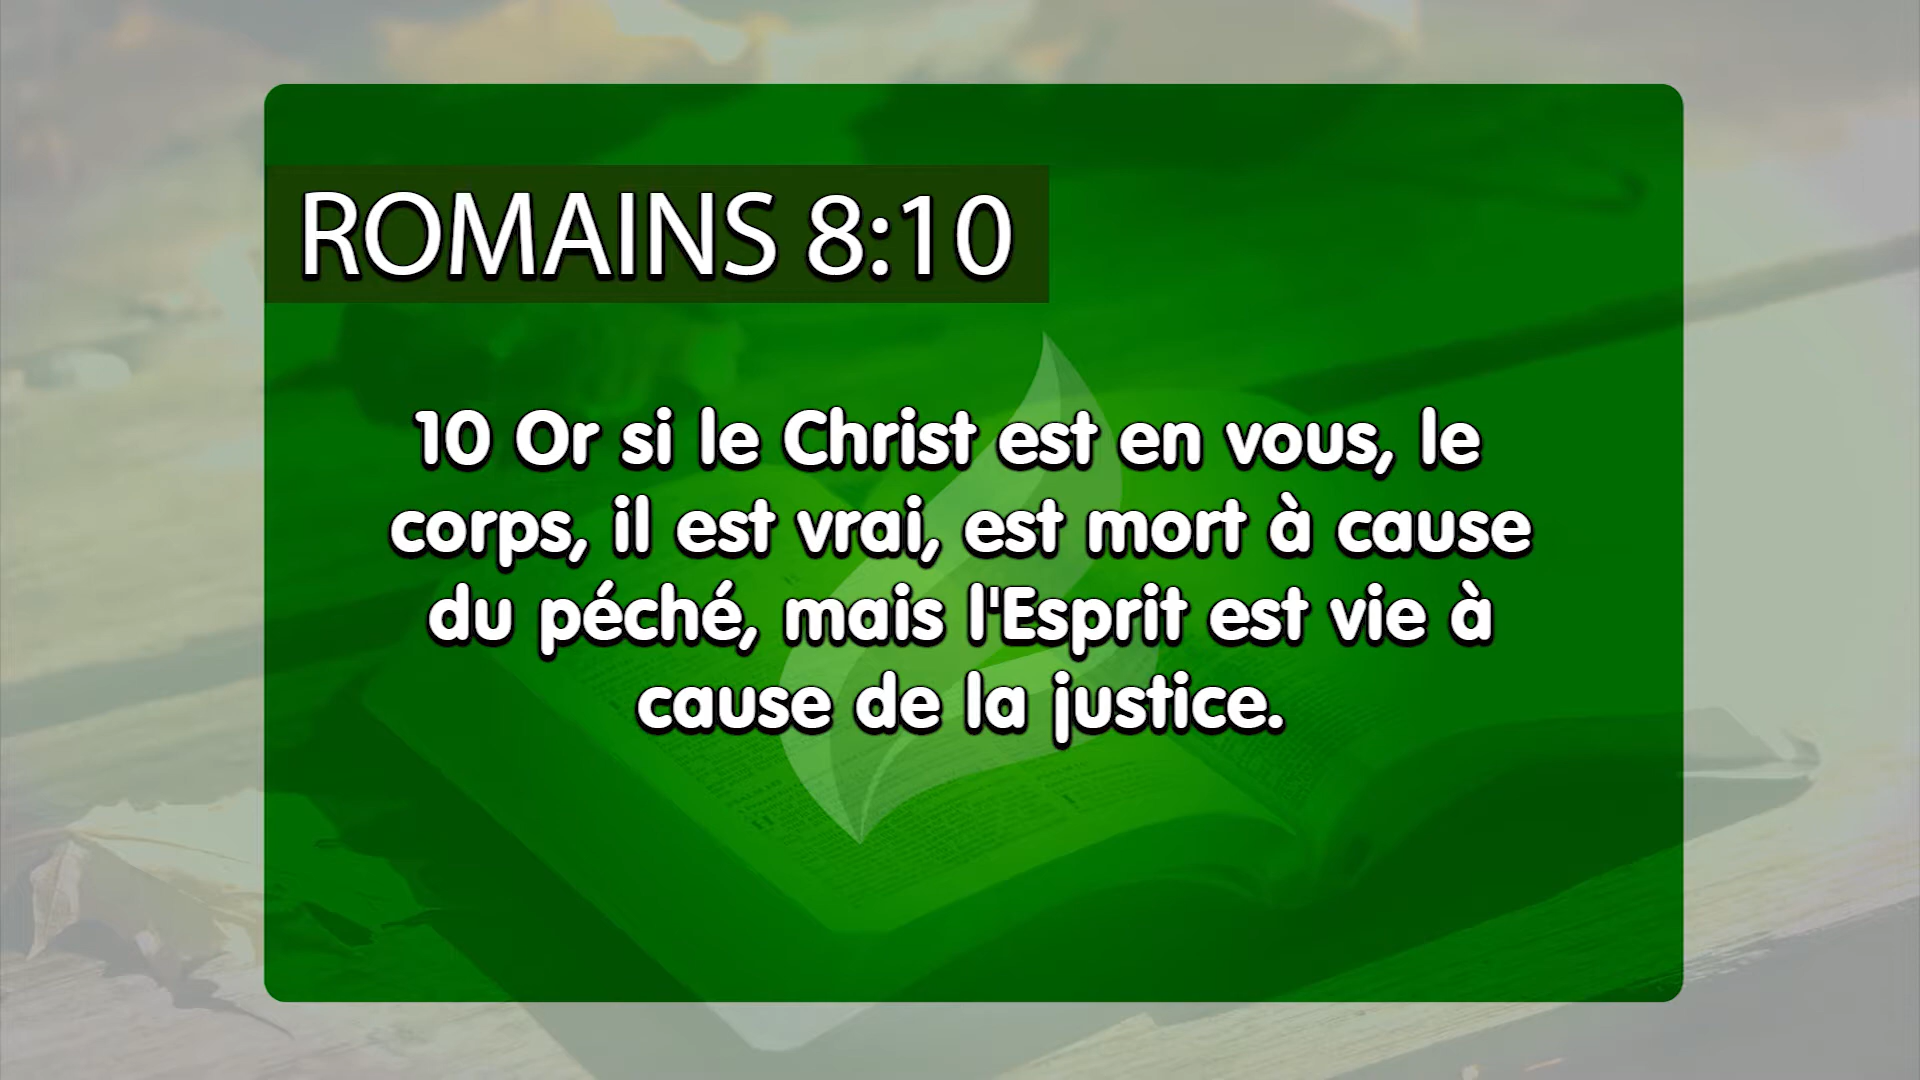 ROMAINS 8:10
10 Or si le Christ est en vous, le
corps, il est vrai, est mort à cause
du péché, mais l'Esprit est vie à
cause de la justice.